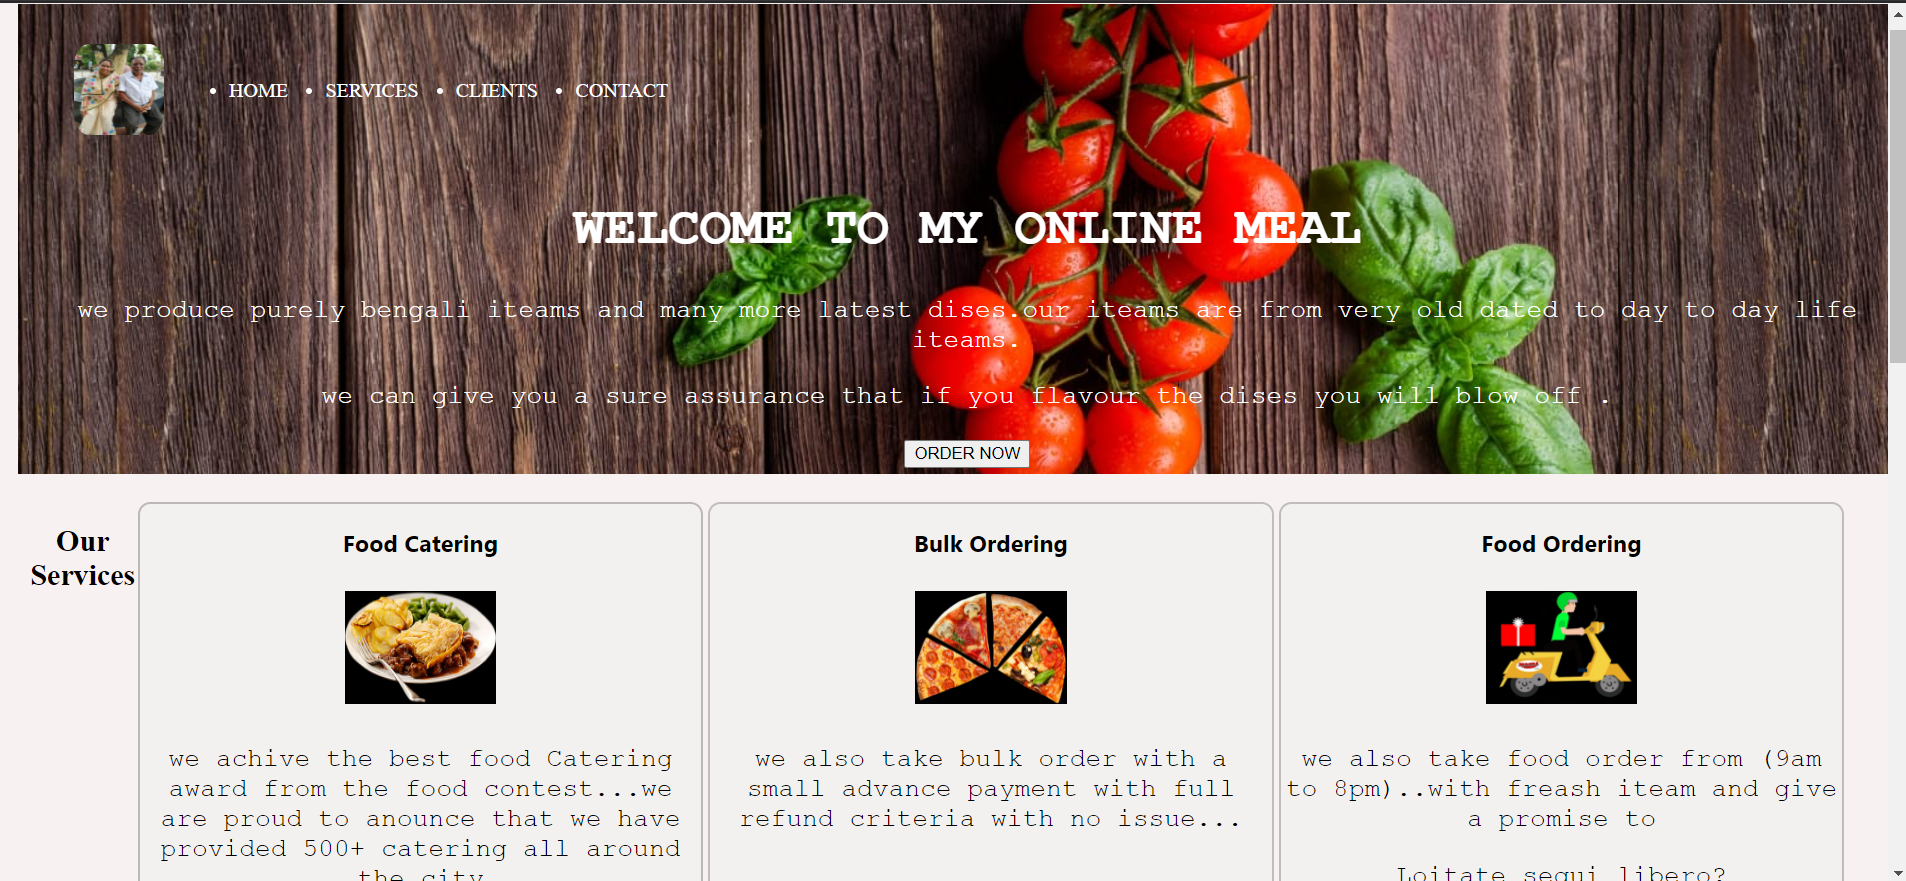 HOME SERVICES CLIENTS CONTACT
WELCOME TO MY ONLINE MEAL
we produce purely bengali iteams and many more latest dises.our iteams are from very old dated to day to day life
iteams.
we can give you a sure assurance that if you flavour the dises you will blow off .
ORDER NOW
Our
Services
Food Catering
we achive the best food Catering
award from the food contest...we
are proud to anounce that we have
provided 500+ catering all around
the city
Bulk Ordering
we also take bulk order with a
small advance payment with full
refund criteria with no issue...
Food Ordering
we also take food order from (9am
to 8pm)..with freash iteam and give
a promise to
Loitate sequi libero?